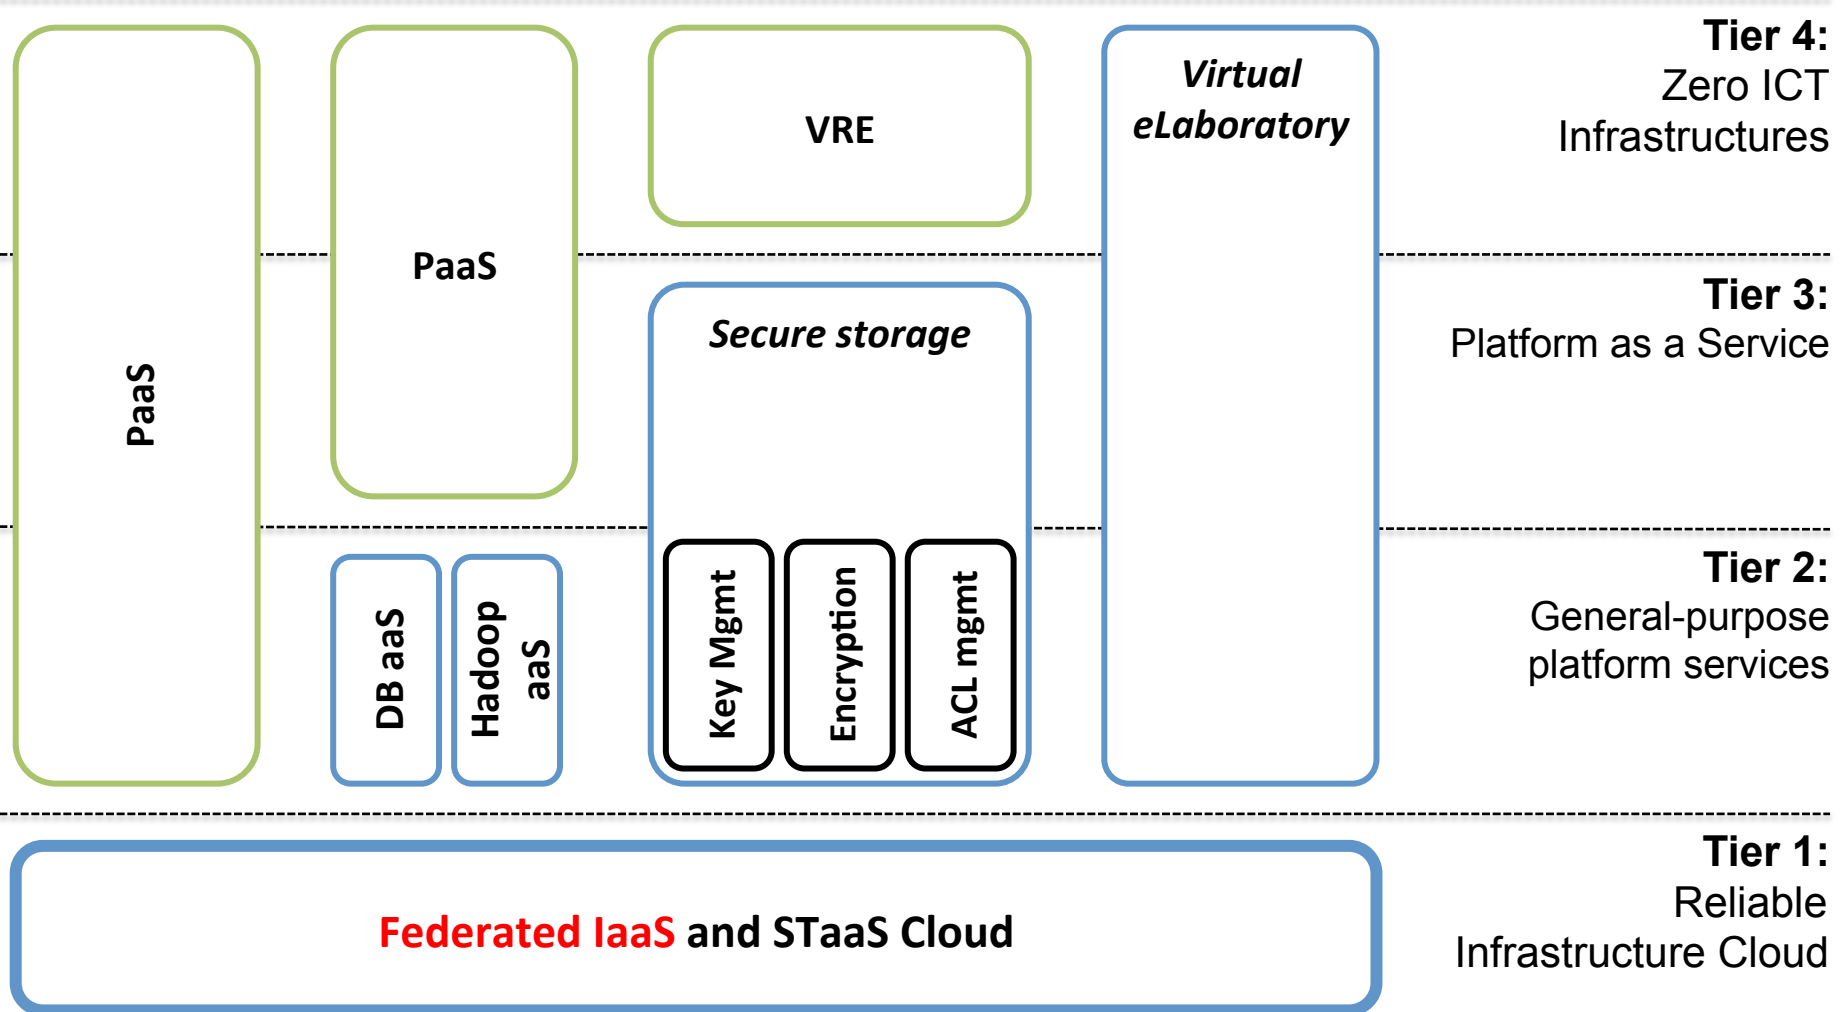 Tier 4:
Zero ICT
Infrastructures
Virtual
eLaboratory
VRE
PaaS
PaaS
Tier 3:
Platform as a Service
Secure storage
Tier 2:
General-purpose
platform services
DB aaS
Hadoop
aaS
Key Mgmt
Encryption
ACL mgmt
Tier 1:
Reliable
Infrastructure Cloud
Federated IaaS and STaaS Cloud